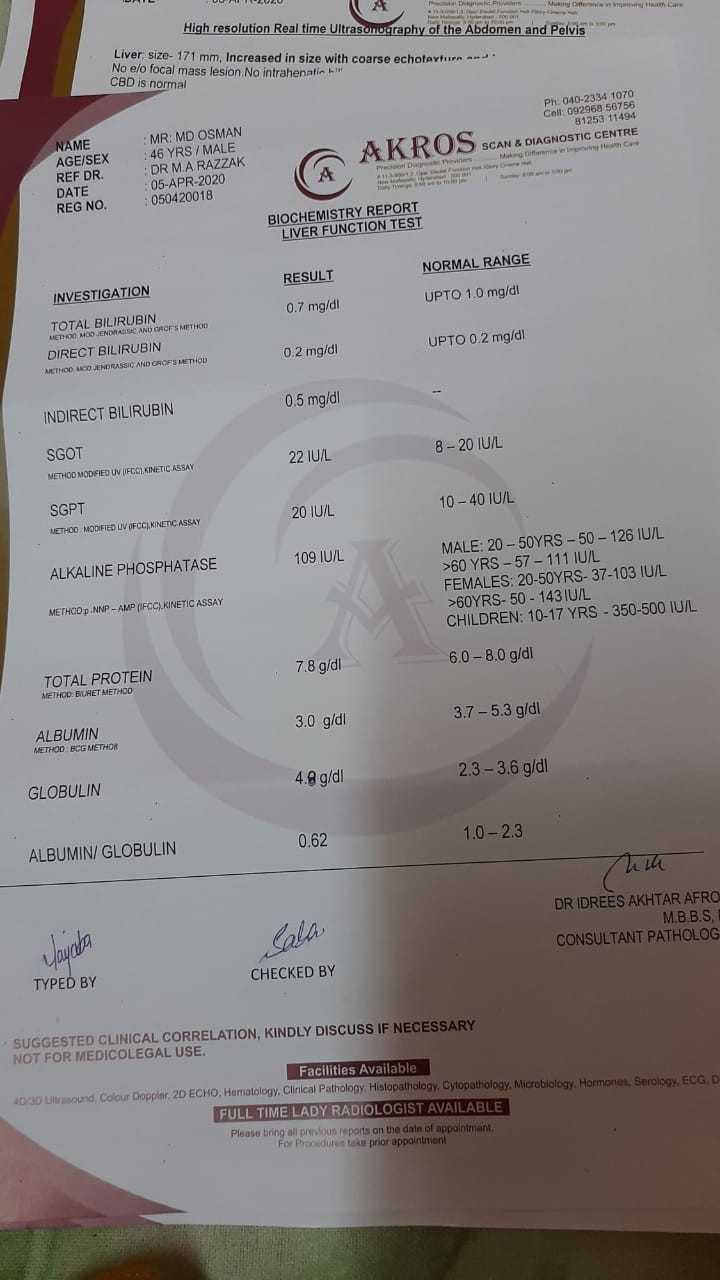 High resolution Real time Ultrasonography of the Abdomen and Pelvis
Liver: size- 171 mm, Increased in size with coarse echotexture
No e/o focal mass lesion.No intrahepatic
CBD is normal
Precision Diagnostic Providers ........... Making Difference in Improving Health Care
NAME : MR: MD OSMAN
AGE/SEX : 46 YRS / MALE
REF DR. : DR M.A RAZZAK
DATE : 05-APR-2020
REG NO. : 050420018
Ph: 040-2334 1070
Cell: 092968 56756
81253 11494
A
AKROS SCAN & DIAGNOSTIC CENTRE
Precision Diagnostic Providers ........... Making Difference in Improving Health Care
BIOCHEMISTRY REPORT
LIVER FUNCTION TEST
INVESTIGATION RESULT NORMAL RANGE
TOTAL BILIRUBIN 0.7 mg/dl UPTO 1.0 mg/dl
METHOD: MOD JENDRASSIC AND GROF'S METHOD
DIRECT BILIRUBIN 0.2 mg/dl UPTO 0.2 mg/dl
METHOD: MOD JENDRASSIC AND GROF'S METHOD
INDIRECT BILIRUBIN 0.5 mg/dl --
SGOT 22 IU/L 8 – 20 IU/L
METHOD MODIFIED UV (IFCC),KINETIC ASSAY
SGPT 20 IU/L 10 – 40 IU/L
METHOD : MODIFIED UV (IFCC),KINETIC ASSAY
ALKALINE PHOSPHATASE 109 IU/L MALE: 20 – 50YRS – 50 – 126 IU/L
>60 YRS – 57 – 111 IU/L
FEMALES: 20-50YRS- 37-103 IU/L
>60YRS- 50 - 143 IU/L
CHILDREN: 10-17 YRS - 350-500 IU/L
METHOD:p .NNP – AMP (IFCC),KINETIC ASSAY
TOTAL PROTEIN 7.8 g/dl 6.0 – 8.0 g/dl
METHOD: BIURET METHOD
ALBUMIN 3.0 g/dl 3.7 – 5.3 g/dl
METHOD : BCG METHOB
GLOBULIN g/dl 2.3 – 3.6 g/dl
ALBUMIN/ GLOBULIN 0.62 1.0 – 2.3
TYPED BY
CHECKED BY
DR IDREES AKHTAR AFRO
M.B.B.S,
CONSULTANT PATHOLOG
SUGGESTED CLINICAL CORRELATION, KINDLY DISCUSS IF NECESSARY
NOT FOR MEDICOLEGAL USE.
Facilities Available
4D/3D Ultrasound, Colour Doppler, 2D ECHO, Hematology, Clinical Pathology, Histopathology, Cytopathology, Microbiology, Hormones, Serology, ECG, D
FULL TIME LADY RADIOLOGIST AVAILABLE
Please bring all previous reports on the date of appointment.
For Procedures take prior appointment